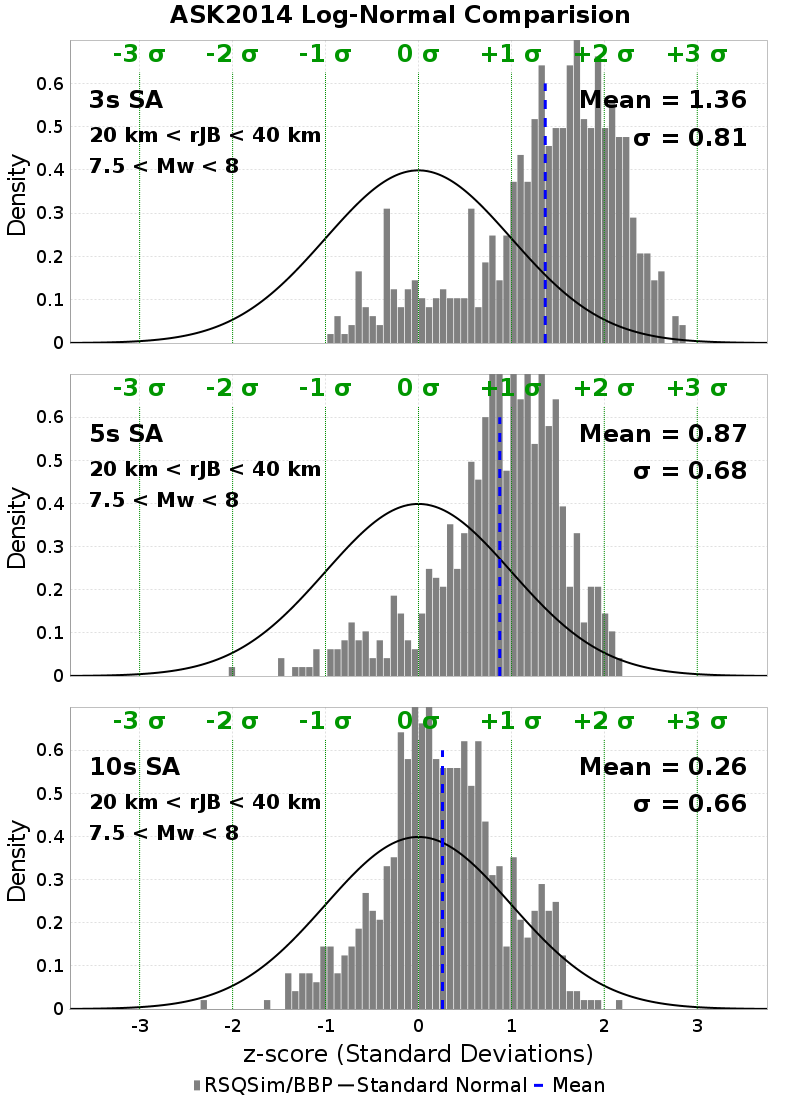 ASK2014 Log-Normal Comparision
-3 σ -2 σ -1 σ 0 σ +1 σ +2 σ +3 σ
3s SA
20 km < rJB < 40 km
7.5 < Mw < 8
Mean = 1.36
σ = 0.81
Density
0.6
0.5
0.4
0.3
0.2
0.1
0
-3 σ -2 σ -1 σ 0 σ +1 σ +2 σ +3 σ
5s SA
20 km < rJB < 40 km
7.5 < Mw < 8
Mean = 0.87
σ = 0.68
Density
0.6
0.5
0.4
0.3
0.2
0.1
0
-3 σ -2 σ -1 σ 0 σ +1 σ +2 σ +3 σ
10s SA
20 km < rJB < 40 km
7.5 < Mw < 8
Mean = 0.26
σ = 0.66
Density
0.6
0.5
0.4
0.3
0.2
0.1
0
-3 -2 -1 0 1 2 3
z-score (Standard Deviations)
RSQSim/BBP Standard Normal Mean